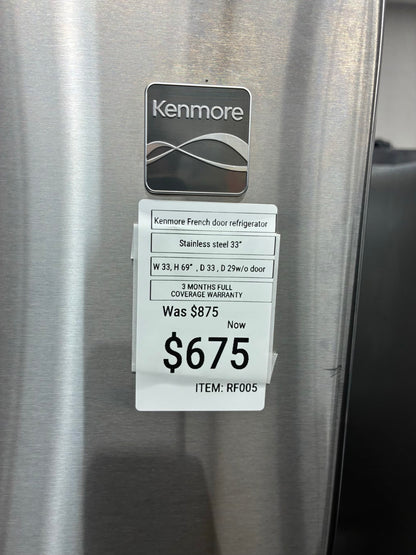 Kenmore
Kenmore French door refrigerator
Stainless steel 33"
W 33, H 69" , D 33 , D 29w/o door
3 MONTHS FULL
COVERAGE WARRANTY
Was $875
Now
$675
ITEM: RF005